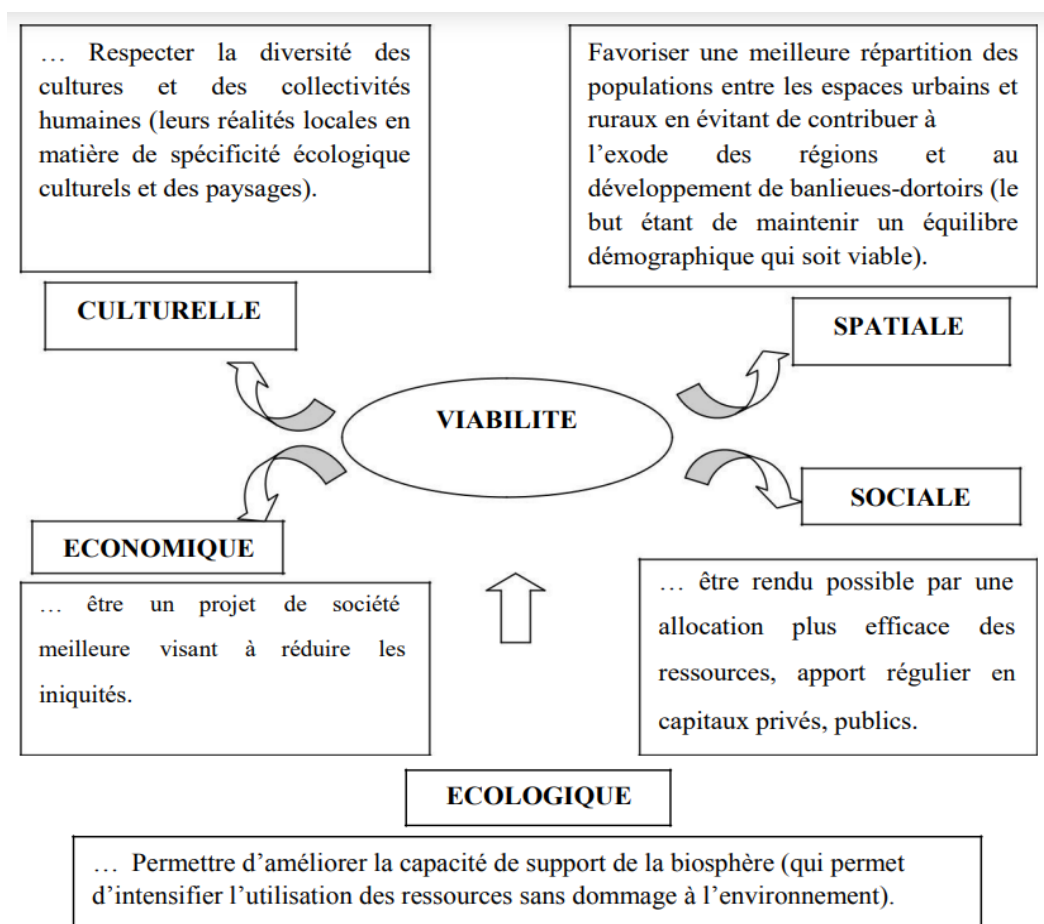 … Respecter la diversité des
cultures et des collectivités
humaines (leurs réalités locales en
matière de spécificité écologique
culturels et des paysages).
Favoriser une meilleure répartition des
populations entre les espaces urbains et
ruraux en évitant de contribuer à
l’exode des régions et au
développement de banlieues-dortoirs (le
but étant de maintenir un équilibre
démographique qui soit viable).
CULTURELLE
SPATIALE
VIABILITE
SOCIALE
ECONOMIQUE
… être un projet de société
meilleure visant à réduire les
iniquités.
… être rendu possible par une
allocation plus efficace des
ressources, apport régulier en
capitaux privés, publics.
ECOLOGIQUE
… Permettre d’améliorer la capacité de support de la biosphère (qui permet
d’intensifier l’utilisation des ressources sans dommage à l’environnement).